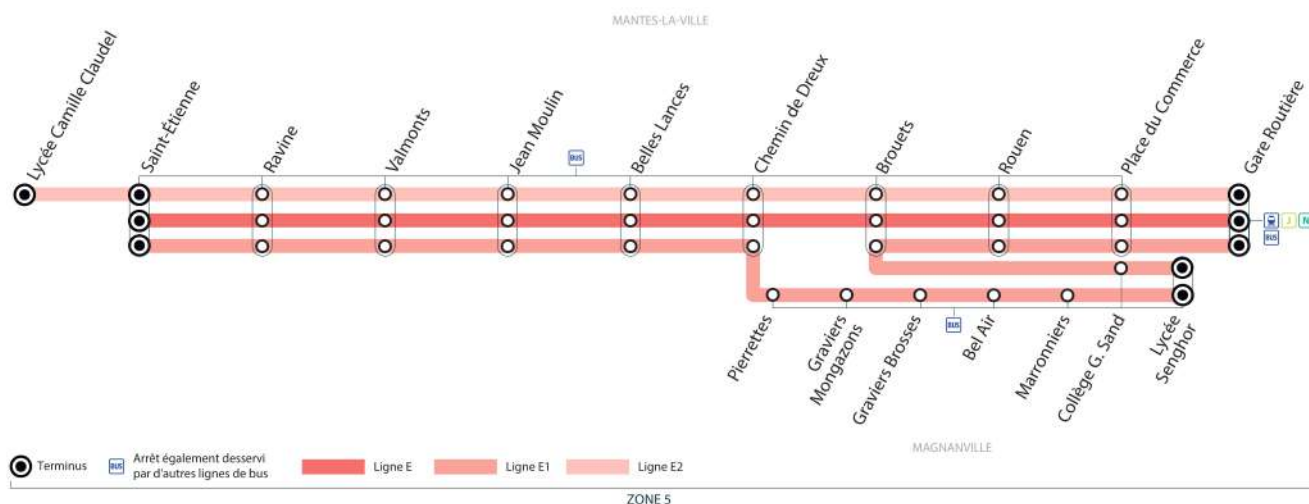 MANTES-LA-VILLE
Lycée Camille Claudel
Saint-Étienne
Ravine
Valmonts
Jean Moulin
Belles Lances
Chemin de Dreux
Brouets
Rouen
Place du Commerce
Gare Routière
BUS
J
N
BUS
Pierrettes
Graviers
Mongazons
Graviers Brosses
BUS
Bel Air
Marronniers
Collège G. Sand
Lycée
Senghor
MAGNANVILLE
Terminus
BUS
Arrêt également desservi
par d'autres lignes de bus
Ligne E
Ligne E1
Ligne E2
ZONE 5